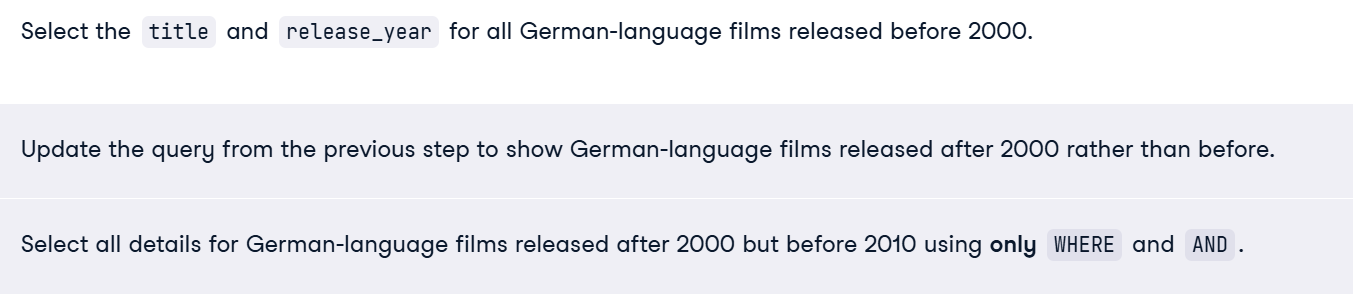 Select the title and release_year for all German-language films released before 2000.
Update the query from the previous step to show German-language films released after 2000 rather than before.
Select all details for German-language films released after 2000 but before 2010 using only WHERE and AND.